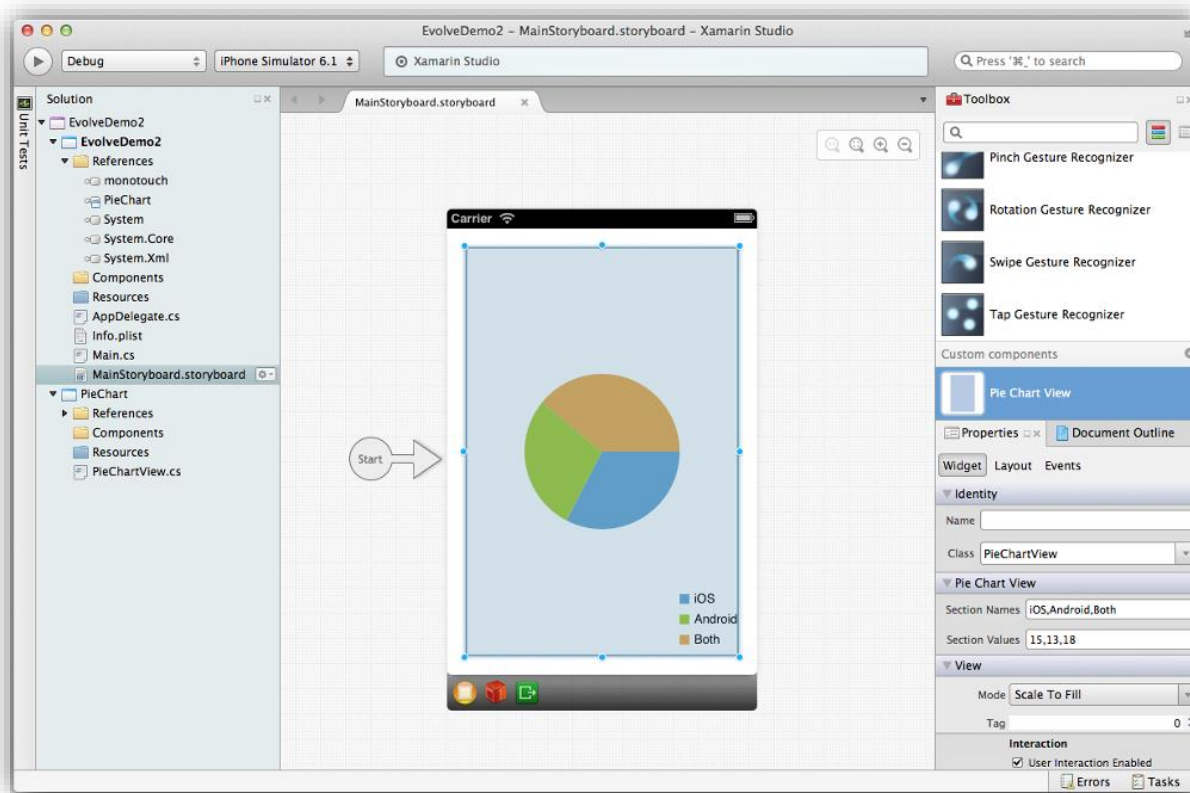 EvolveDemo2 – MainStoryboard.storyboard – Xamarin Studio
Debug
iPhone Simulator 6.1
Xamarin Studio
Press '⌘,' to search
Unit Tests
Solution
EvolveDemo2
EvolveDemo2
References
monotouch
PieChart
System
System.Core
System.Xml
Components
Resources
AppDelegate.cs
Info.plist
Main.cs
MainStoryboard.storyboard
PieChart
References
Components
Resources
PieChartView.cs
MainStoryboard.storyboard
Carrier
Start
iOS
Android
Both
Toolbox
Pinch Gesture Recognizer
Rotation Gesture Recognizer
Swipe Gesture Recognizer
Tap Gesture Recognizer
Custom components
Pie Chart View
Properties
Document Outline
Widget Layout Events
Identity
Name
Class PieChartView
Pie Chart View
Section Names iOS,Android,Both
Section Values 15,13,18
View
Mode Scale To Fill
Tag 0
Interaction
User Interaction Enabled
Errors Tasks